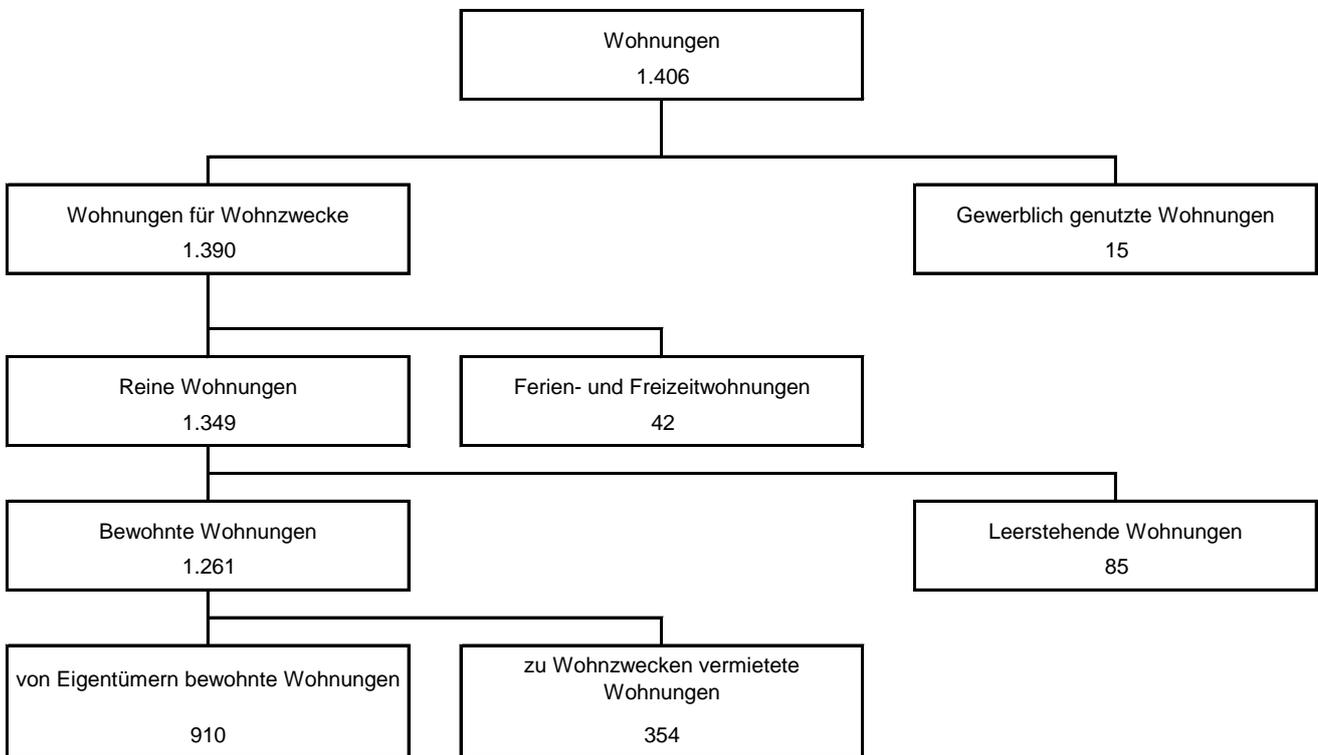 Wohnungen
1.406
Wohnungen für Wohnzwecke
1.390
Gewerblich genutzte Wohnungen
15
Reine Wohnungen
1.349
Ferien- und Freizeitwohnungen
42
Bewohnte Wohnungen
1.261
Leerstehende Wohnungen
85
von Eigentümern bewohnte Wohnungen
910
zu Wohnzwecken vermietete
Wohnungen
354